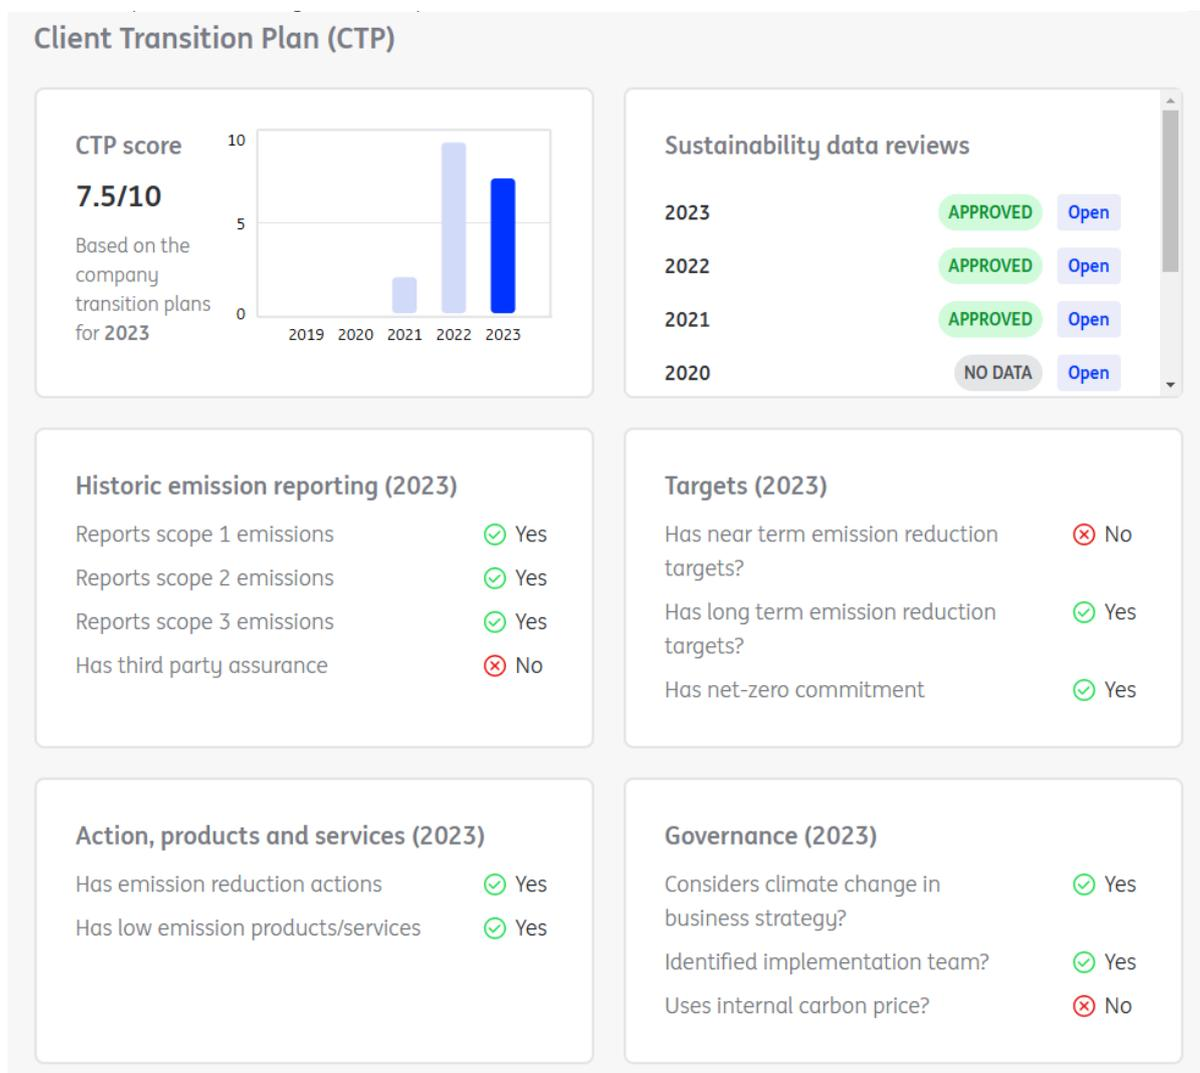 Client Transition Plan (CTP)
CTP score
7.5/10
Based on the
company
transition plans
for 2023
10
5
0
2019 2020 2021 2022 2023
Sustainability data reviews
2023 APPROVED Open
2022 APPROVED Open
2021 APPROVED Open
2020 NO DATA Open
Historic emission reporting (2023)
Reports scope 1 emissions Yes
Reports scope 2 emissions Yes
Reports scope 3 emissions Yes
Has third party assurance No
Targets (2023)
Has near term emission reduction No
targets?
Has long term emission reduction Yes
targets?
Has net-zero commitment Yes
Action, products and services (2023)
Has emission reduction actions Yes
Has low emission products/services Yes
Governance (2023)
Considers climate change in Yes
business strategy?
Identified implementation team? Yes
Uses internal carbon price? No